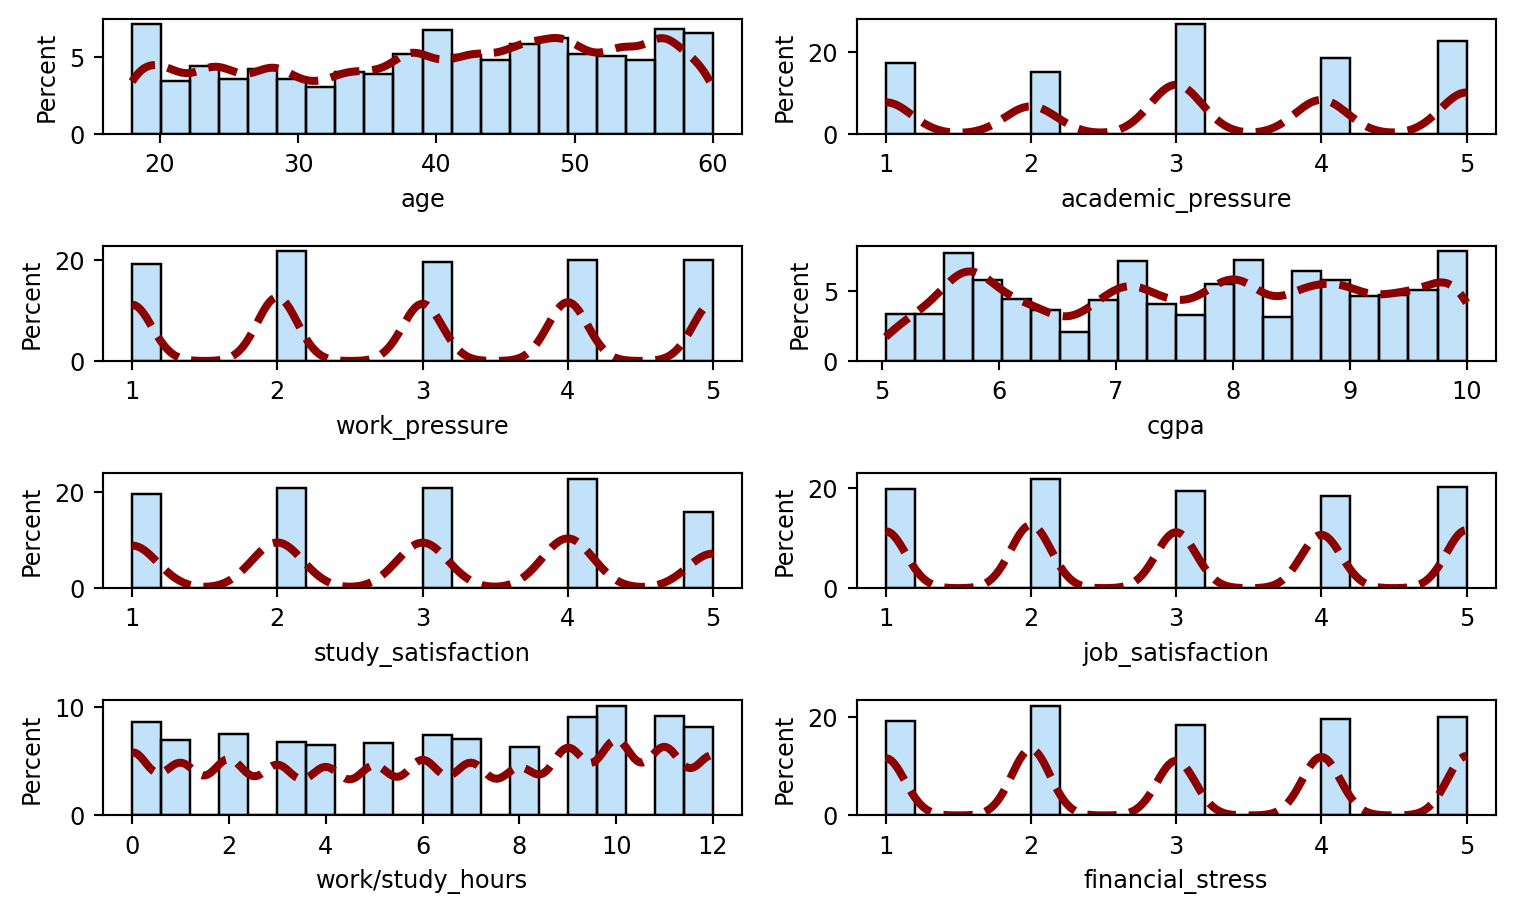 Percent
5
0
20 30 40 50 60
age
Percent
20
0
1 2 3 4 5
academic_pressure
Percent
20
0
1 2 3 4 5
work_pressure
Percent
5
0
5 6 7 8 9 10
cgpa
Percent
20
0
1 2 3 4 5
study_satisfaction
Percent
20
0
1 2 3 4 5
job_satisfaction
Percent
10
0
0 2 4 6 8 10 12
work/study_hours
Percent
20
0
1 2 3 4 5
financial_stress